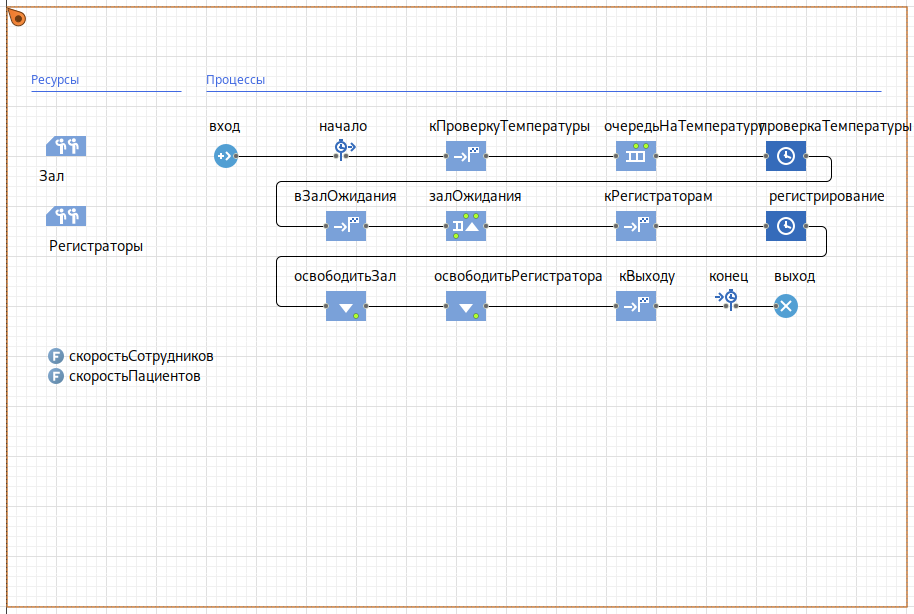 Ресурсы
Процессы
вход
начало
кПроверкуТемпературы
очередьНаТемпературу
проверкаТемпературы
Зал
вЗалОжидания
залОжидания
кРегистраторам
регистрирование
Регистраторы
освободитьЗал
освободитьРегистратора
кВыходу
конец
выход
F скоростьСотрудников
F скоростьПациентов